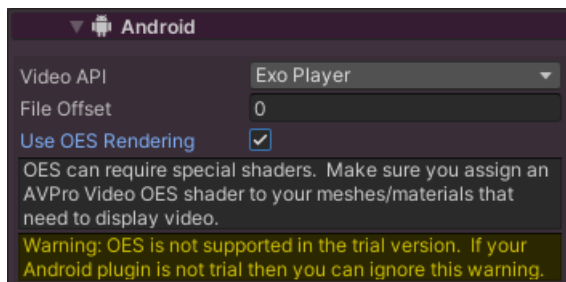 Android
Video API Exo Player
File Offset 0
Use OES Rendering
OES can require special shaders. Make sure you assign an
AVPro Video OES shader to your meshes/materials that
need to display video.
Warning: OES is not supported in the trial version. If your
Android plugin is not trial then you can ignore this warning.